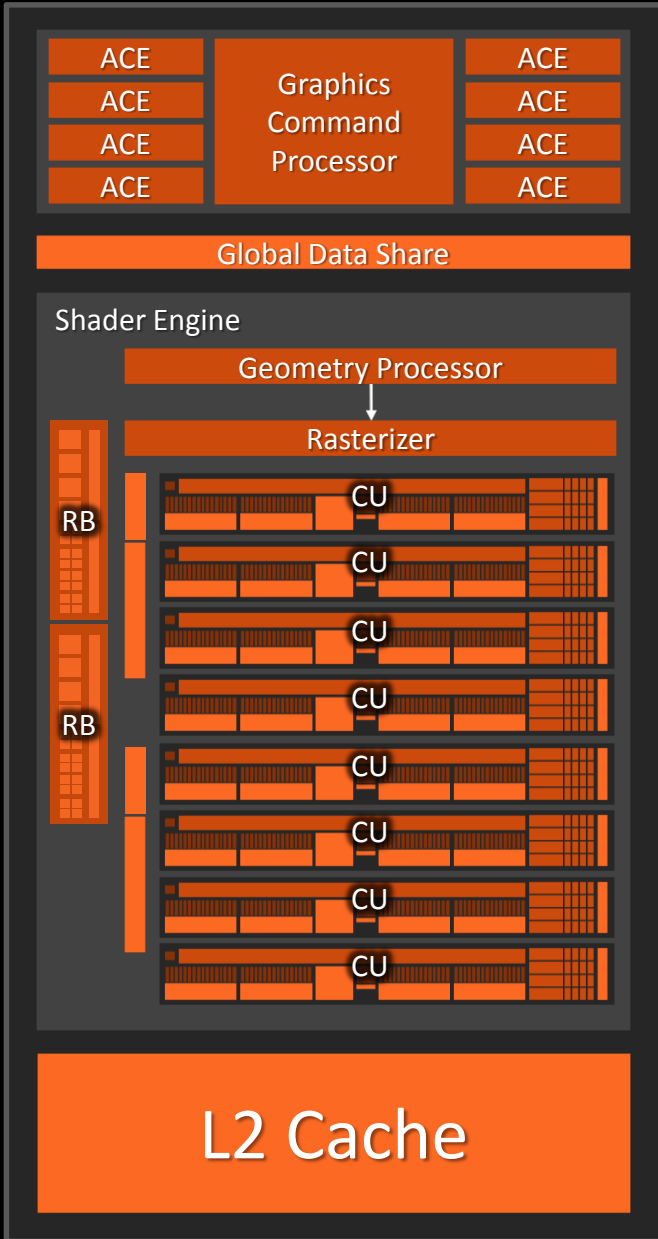 ACE
ACE
ACE
ACE
Graphics
Command
Processor
ACE
ACE
ACE
ACE
Global Data Share
Shader Engine
Geometry Processor
Rasterizer
RB
RB
CU
CU
CU
CU
CU
CU
CU
CU
L2 Cache